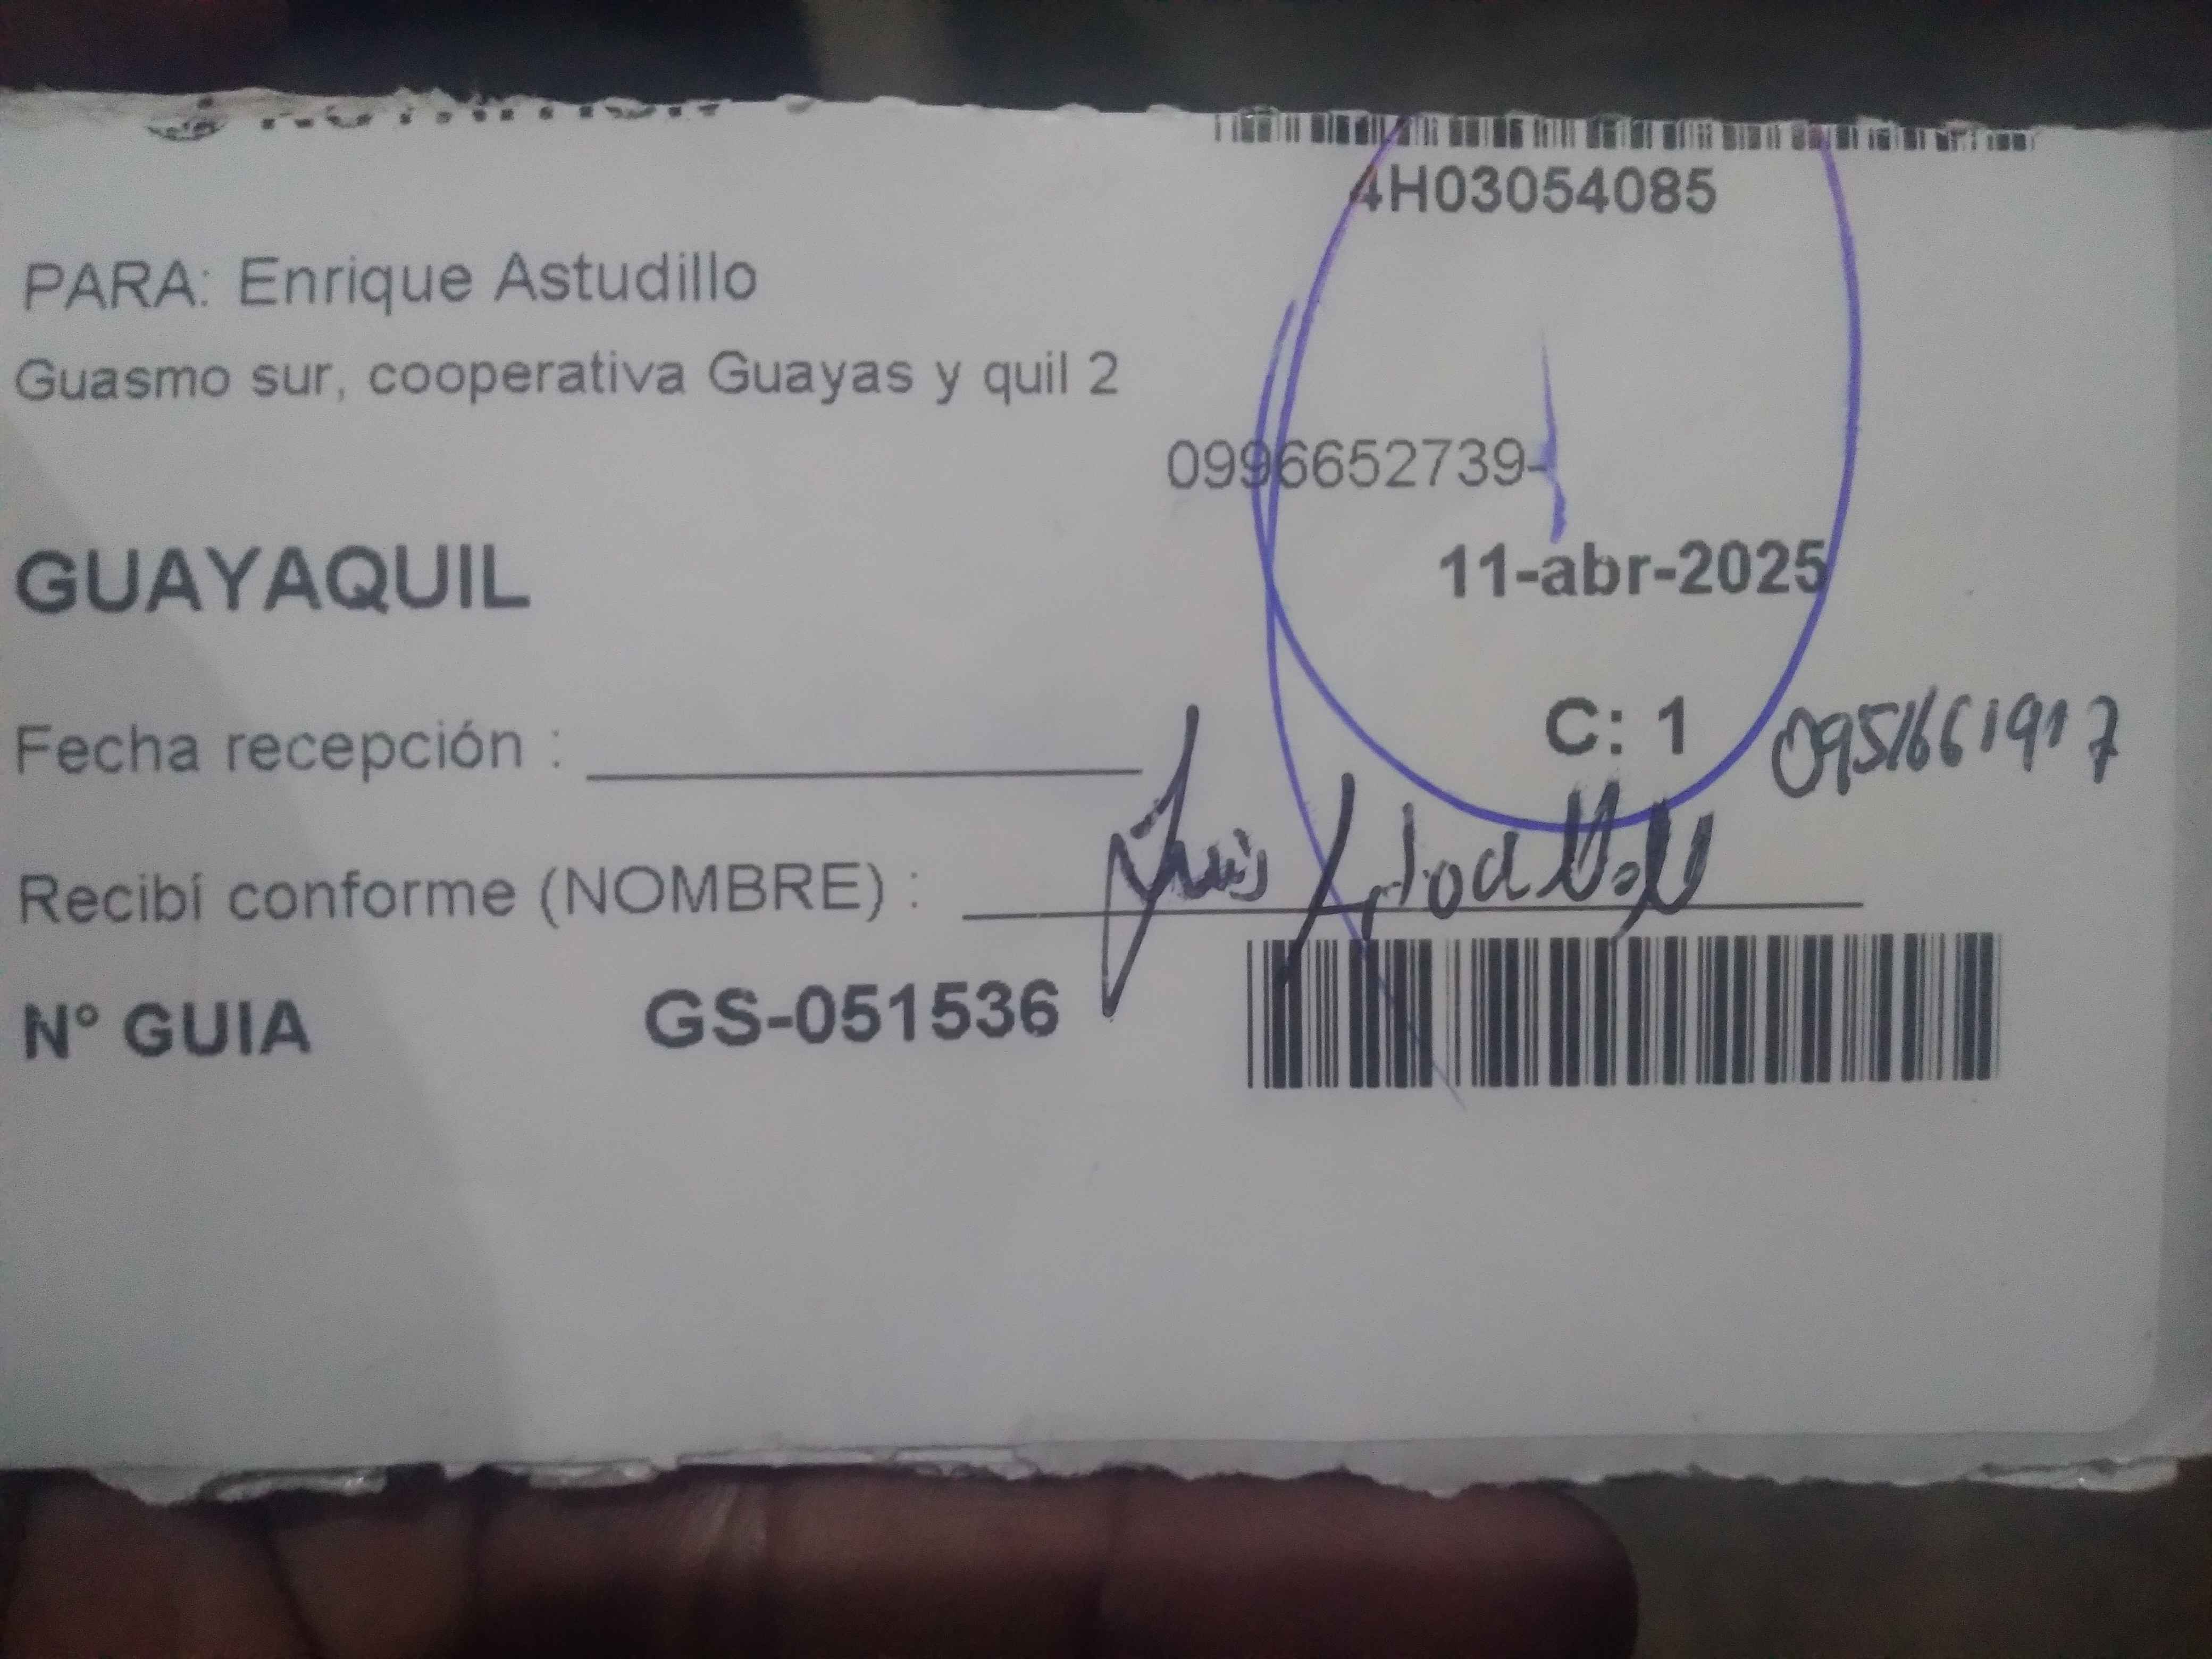 4H03054085
PARA: Enrique Astudillo
Guasmo sur, cooperativa Guayas y quil 2
0996652739-
GUAYAQUIL
11-abr-2025
C: 1
0951661917
Fecha recepción :
Recibí conforme (NOMBRE) : Luis
N° GUIA GS-051536